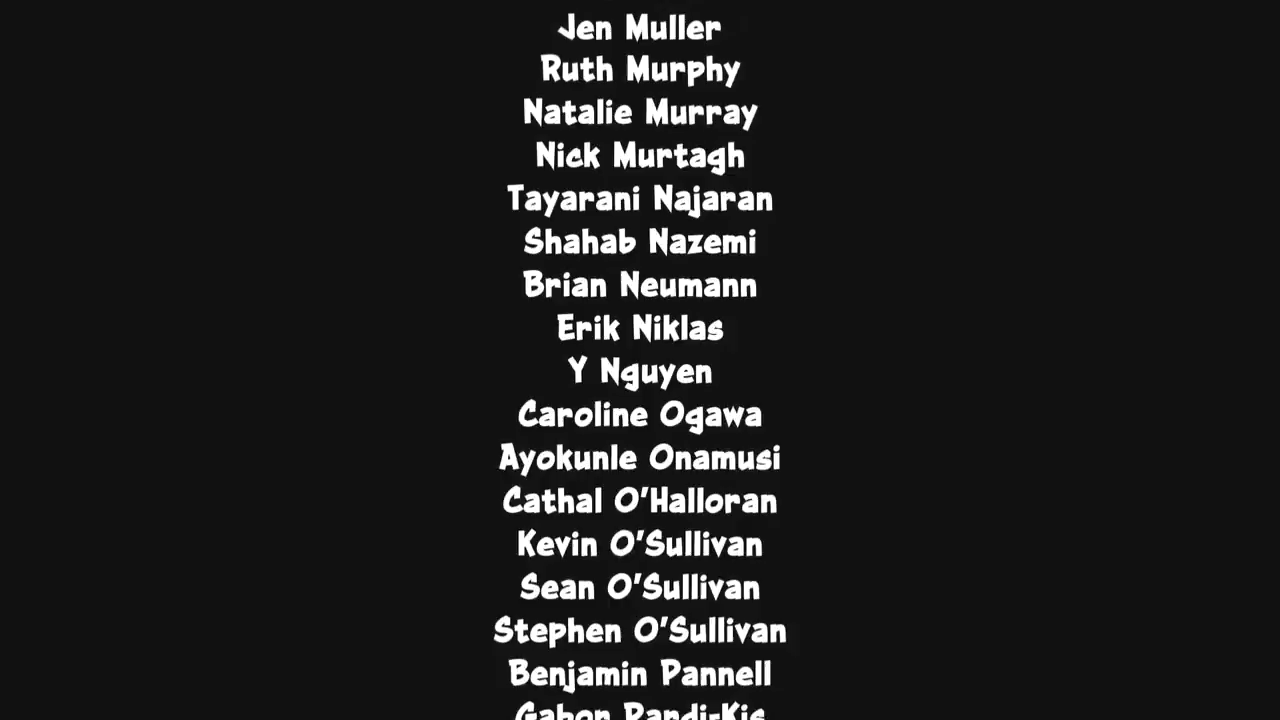 Jen Muller
Ruth Murphy
Natalie Murray
Nick Murtagh
Tayarani Najaran
Shahab Nazemi
Brian Neumann
Erik Niklas
Y Nguyen
Caroline Ogawa
Ayokunle Onamusi
Cathal O'Halloran
Kevin O'Sullivan
Sean O'Sullivan
Stephen O'Sullivan
Benjamin Pannell